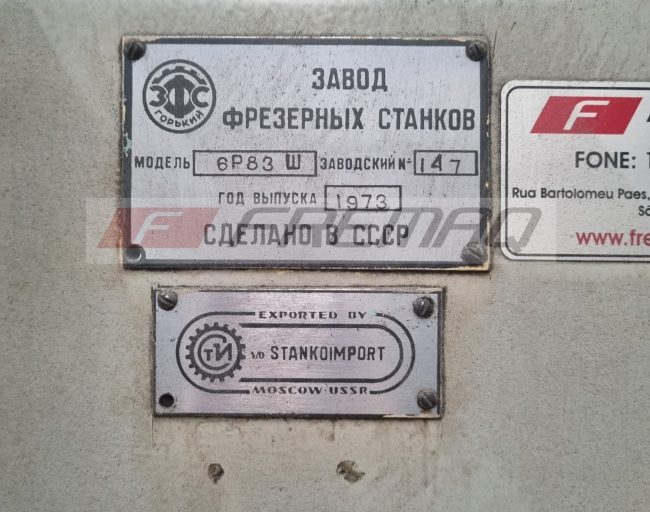 ЗФС
ГОРЬКИЙ
ЗАВОД
ФРЕЗЕРНЫХ СТАНКОВ
МОДЕЛЬ 6Р83 Ш ЗАВОДСКИЙ № 147
ГОД ВЫПУСКА 1973
СДЕЛАНО В СССР
F FREMAQ
EXPORTED BY
СТИ V/O STANKOIMPORT
MOSCOW·USSR
F
FONE:
Rua Bartolomeu Paes,
www.fre